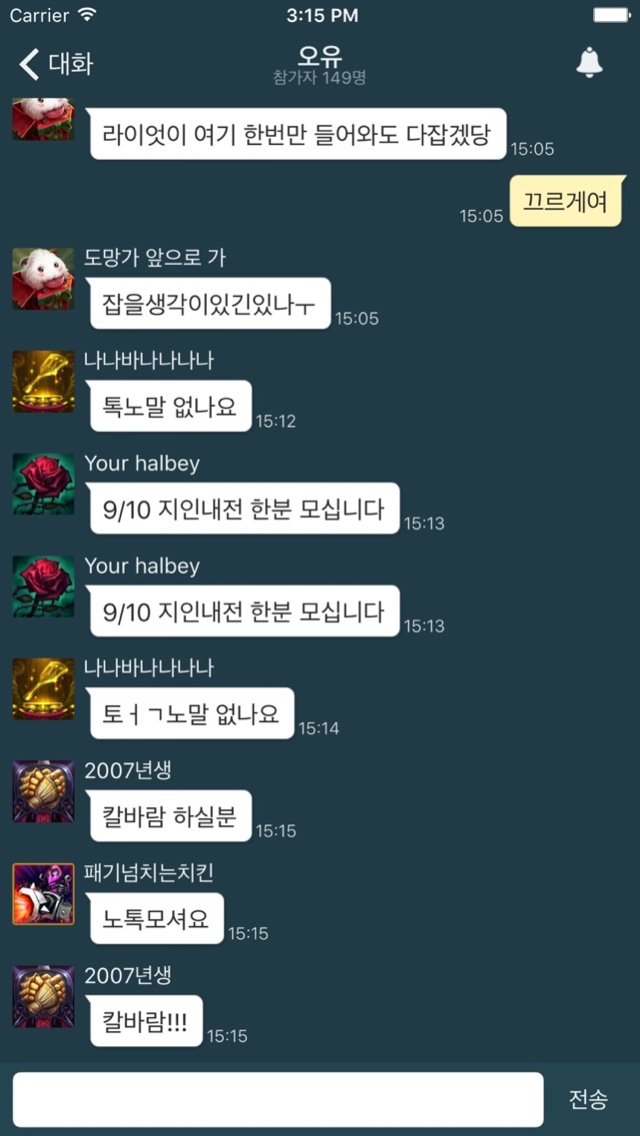 Carrier 3:15 PM
대화 오유
참가자 149명
라이엇이 여기 한번만 들어와도 다잡겠당 15:05
15:05 끄르게여
도망가 앞으로 가
잡을생각이있긴있나ㅜ 15:05
나나바나나나나
톡노말 없나요 15:12
Your halbey
9/10 지인내전 한분 모십니다 15:13
Your halbey
9/10 지인내전 한분 모십니다 15:13
나나바나나나나
토ㅓㄱ노말 없나요 15:14
2007년생
칼바람 하실분 15:15
패기넘치는치킨
노톡모셔요 15:15
2007년생
칼바람!!! 15:15
전송